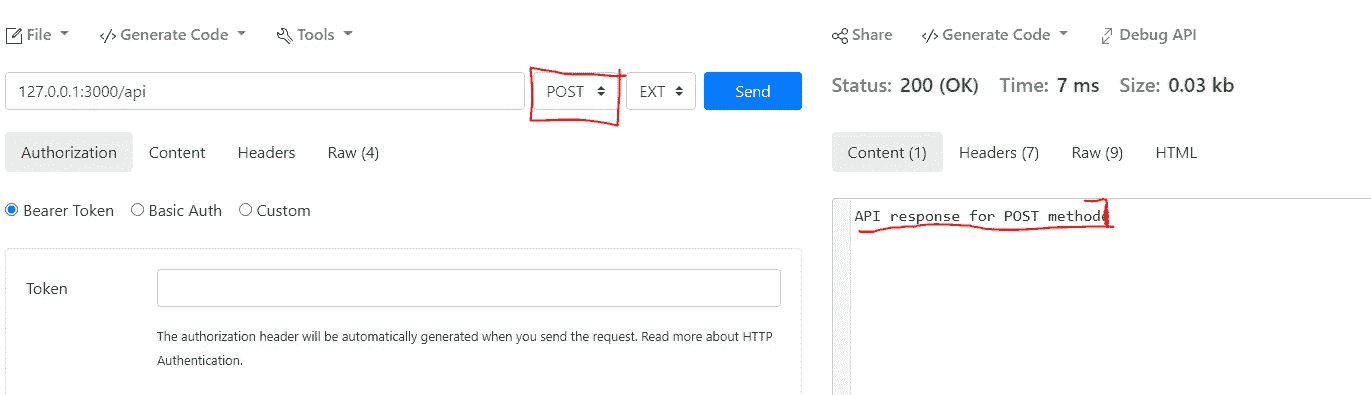 File
</> Generate Code
Tools
127.0.0.1:3000/api
POST
EXT
Send
Authorization
Content
Headers
Raw (4)
Bearer Token
Basic Auth
Custom
Token
The authorization header will be automatically generated when you send the request. Read more about HTTP
Authentication.
Share
</> Generate Code
Debug API
Status: 200 (OK) Time: 7 ms Size: 0.03 kb
Content (1)
Headers (7)
Raw (9)
HTML
API response for POST methode